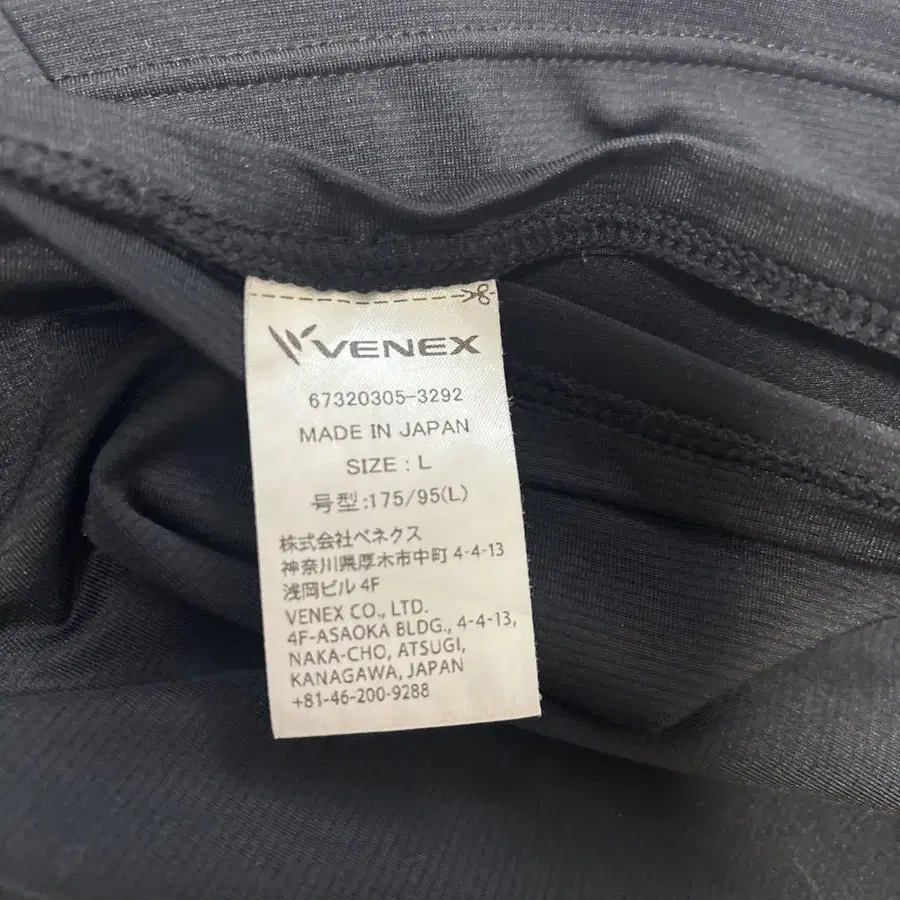 VENEX
67320305-3292
MADE IN JAPAN
SIZE : L
号型:175/95(L)
株式会社ベネクス
神奈川県厚木市中町 4-4-13
浅岡ビル 4F
VENEX CO., LTD.
4F-ASAOKA BLDG., 4-4-13,
NAKA-CHO, ATSUGI,
KANAGAWA, JAPAN
+81-46-200-9288